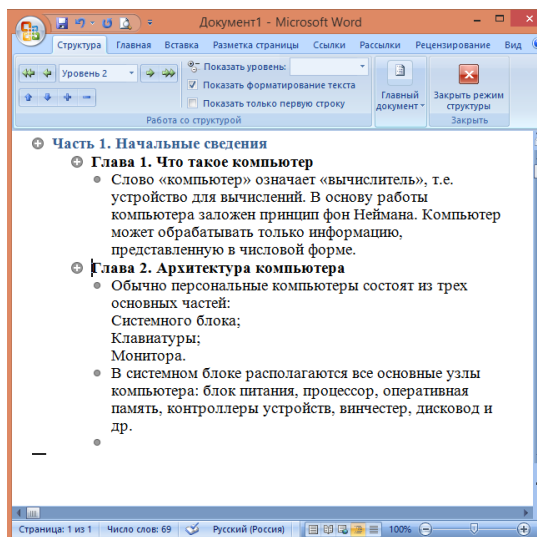 Документ1 - Microsoft Word
Структура Главная Вставка Разметка страницы Ссылки Рассылки Рецензирование Вид
Уровень 2
Показать уровень:
Показать форматирование текста
Показать только первую строку
Работа со структурой
Главный документ
Закрыть режим структуры
Закрыть
Часть 1. Начальные сведения
Глава 1. Что такое компьютер
Слово «компьютер» означает «вычислитель», т.е.
устройство для вычислений. В основу работы
компьютера заложен принцип фон Неймана. Компьютер
может обрабатывать только информацию,
представленную в числовой форме.
Глава 2. Архитектура компьютера
Обычно персональные компьютеры состоят из трех
основных частей:
Системного блока;
Клавиатуры;
Монитора.
В системном блоке располагаются все основные узлы
компьютера: блок питания, процессор, оперативная
память, контроллеры устройств, винчестер, дисковод и
др.
Страница: 1 из 1 Число слов: 69 Русский (Россия) 100%